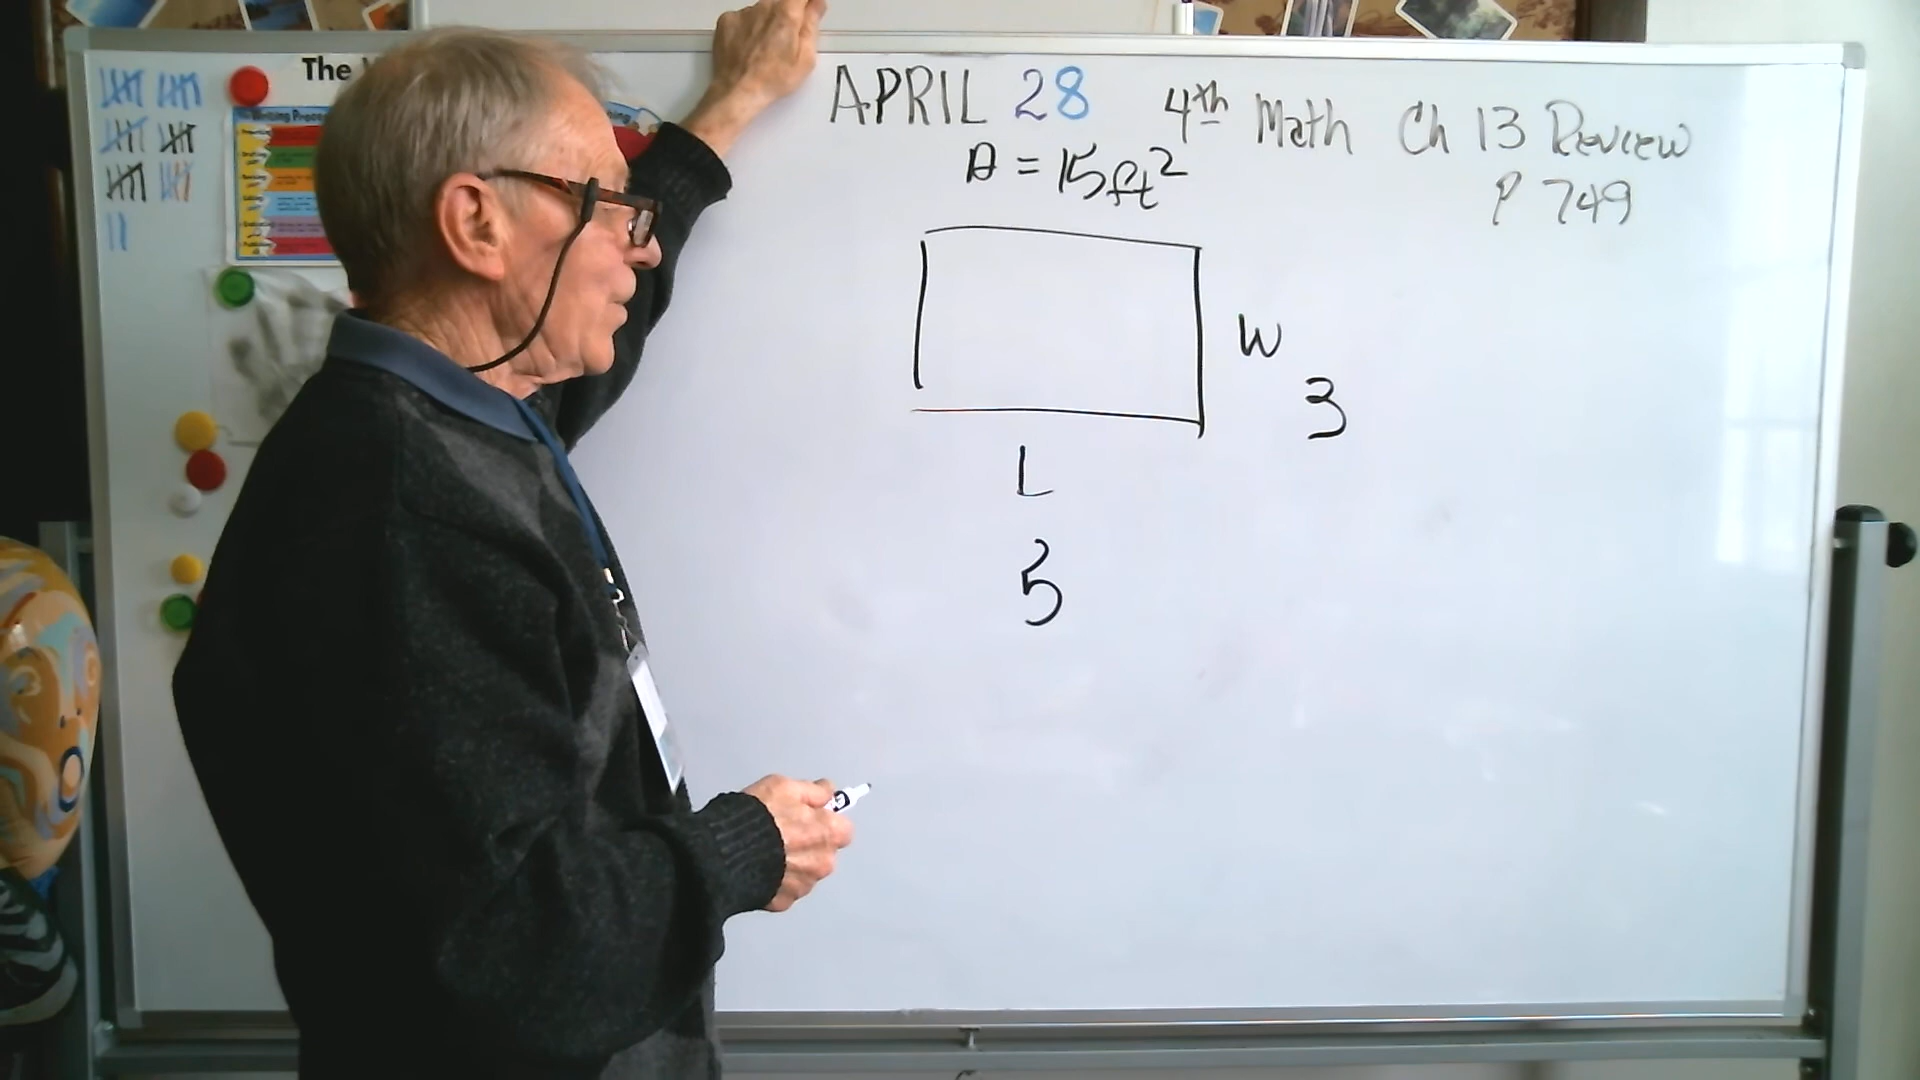 The
Writing Process
APRIL 28 4th Math Ch 13 Review
A = 15 ft²
P 749
W
3
L
5